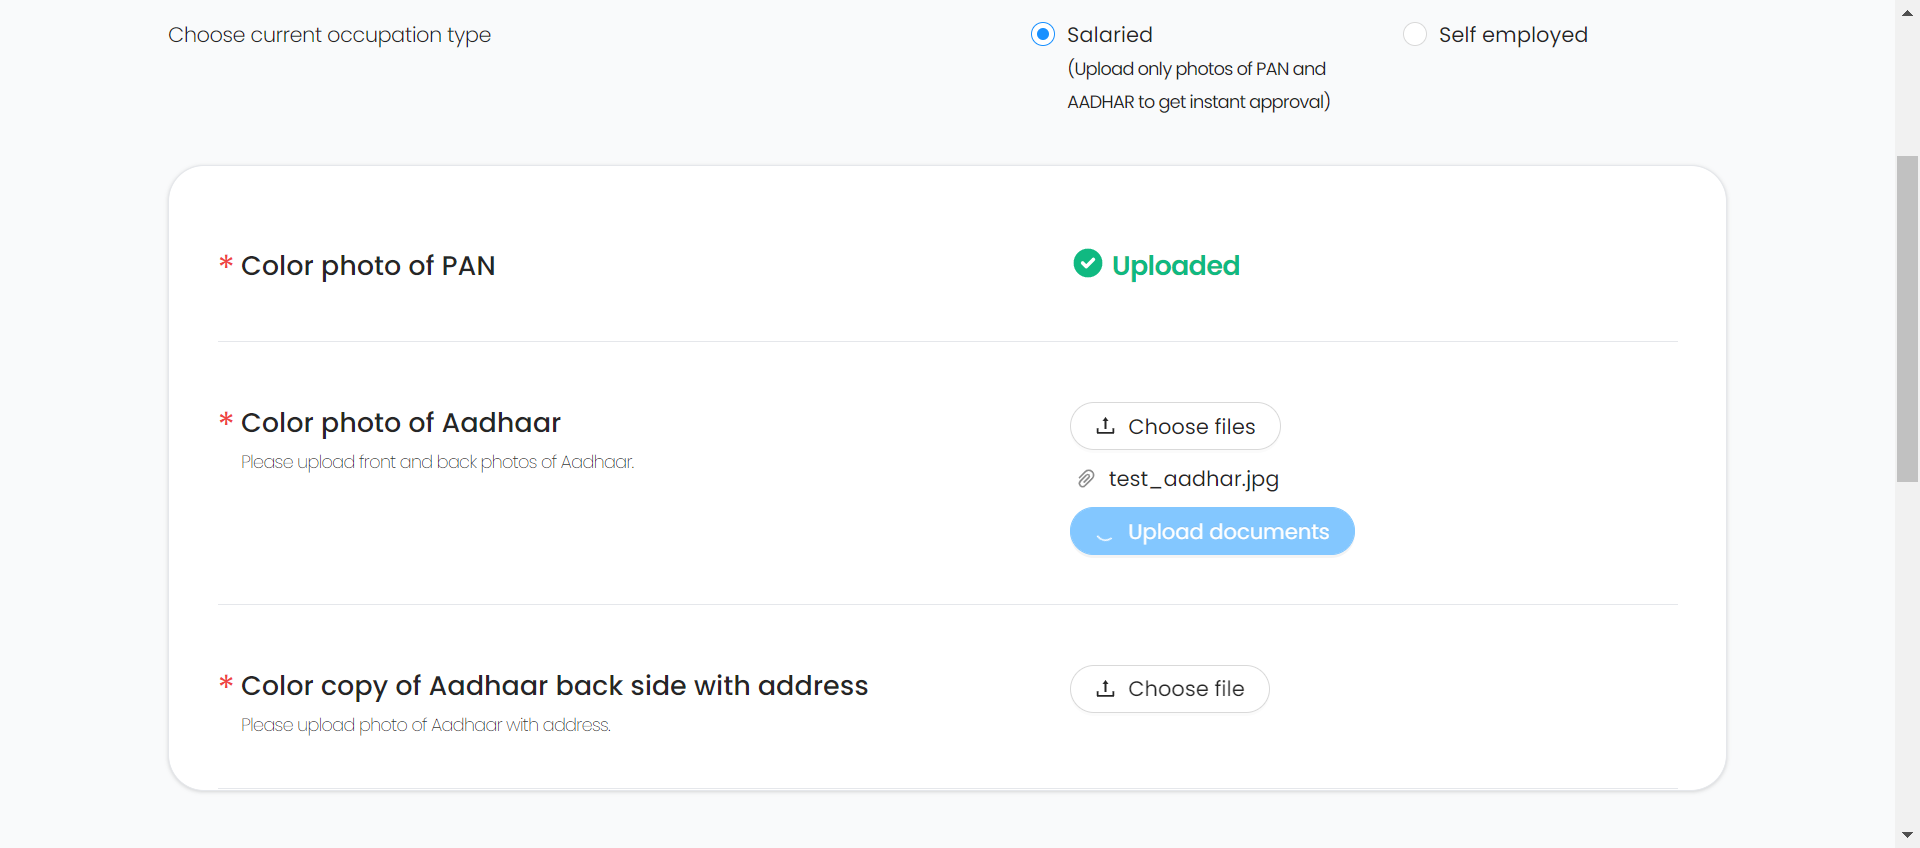 Choose current occupation type
Salaried
Self employed
(Upload only photos of PAN and
AADHAR to get instant approval)
* Color photo of PAN
Uploaded
* Color photo of Aadhaar
Please upload front and back photos of Aadhaar.
Choose files
test_aadhar.jpg
Upload documents
* Color copy of Aadhaar back side with address
Please upload photo of Aadhaar with address.
Choose file